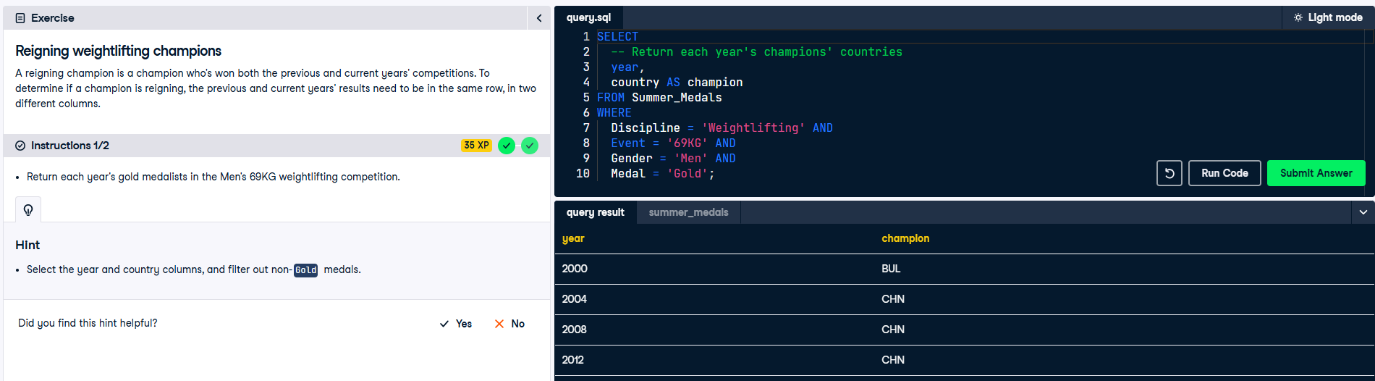 Exercise
Reigning weightlifting champions
A reigning champion is a champion who's won both the previous and current years' competitions. To
determine if a champion is reigning, the previous and current years' results need to be in the same row, in two
different columns.
Instructions 1/2
35 XP
• Return each year's gold medalists in the Men's 69KG weightlifting competition.
Hint
• Select the year and country columns, and filter out non-Gold medals.
Did you find this hint helpful?
Yes
No
query.sql
Light mode
1 SELECT
2 -- Return each year's champions' countries
3 year,
4 country AS champion
5 FROM Summer_Medals
6 WHERE
7 Discipline = 'Weightlifting' AND
8 Event = '69KG' AND
9 Gender = 'Men' AND
10 Medal = 'Gold';
Run Code
Submit Answer
query result
summer_medals
year champion
2000 BUL
2004 CHN
2008 CHN
2012 CHN